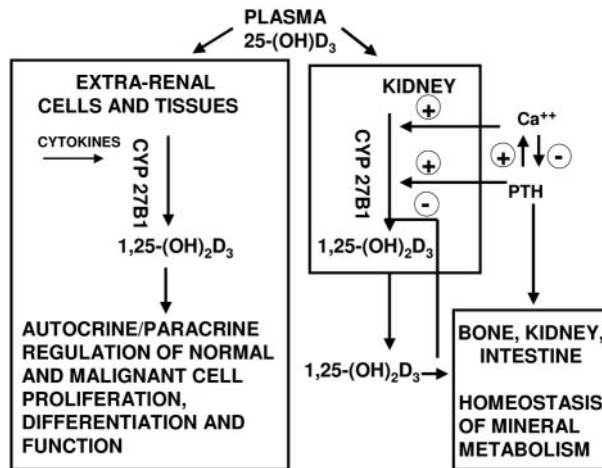 PLASMA
25-(OH)D₃
EXTRA-RENAL
CELLS AND TISSUES
CYTOKINES
CYP 27B1
1,25-(OH)₂D₃
AUTOCRINE/PARACRINE
REGULATION OF NORMAL
AND MALIGNANT CELL
PROLIFERATION,
DIFFERENTIATION AND
FUNCTION
KIDNEY
+
CYP 27B1
+
-
1,25-(OH)₂D₃
1,25-(OH)₂D₃
Ca⁺⁺
+ -
PTH
BONE, KIDNEY,
INTESTINE
HOMEOSTASIS
OF MINERAL
METABOLISM